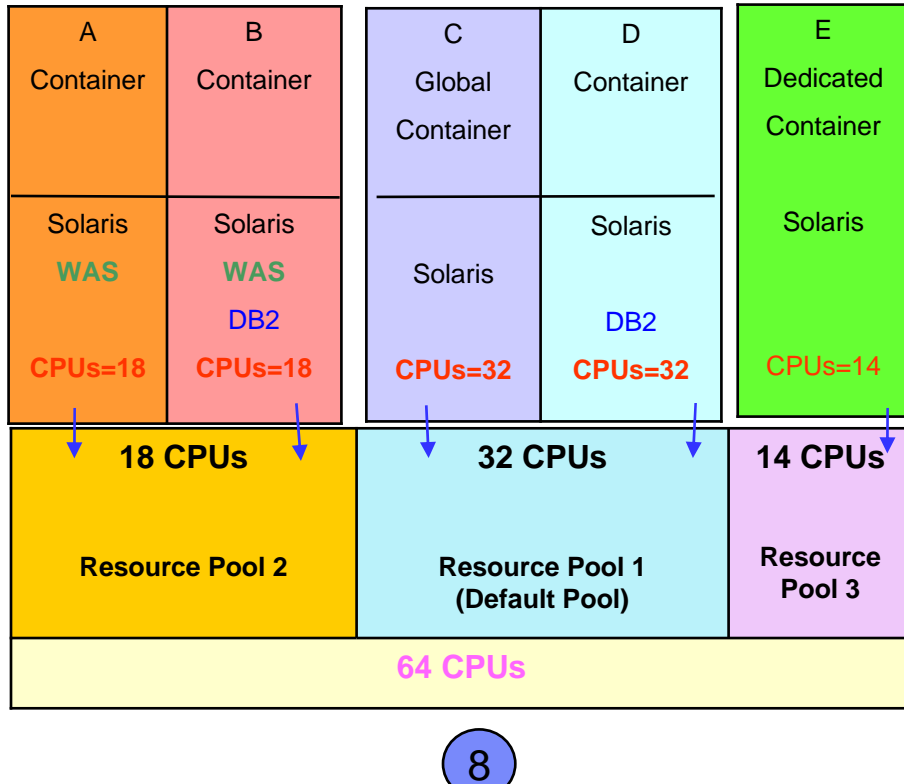 A
Container
Solaris
WAS
CPUs=18
B
Container
Solaris
WAS
DB2
CPUs=18
C
Global
Container
Solaris
CPUs=32
D
Container
Solaris
DB2
CPUs=32
E
Dedicated
Container
Solaris
CPUs=14
18 CPUs
Resource Pool 2
32 CPUs
Resource Pool 1
(Default Pool)
14 CPUs
Resource
Pool 3
64 CPUs
8